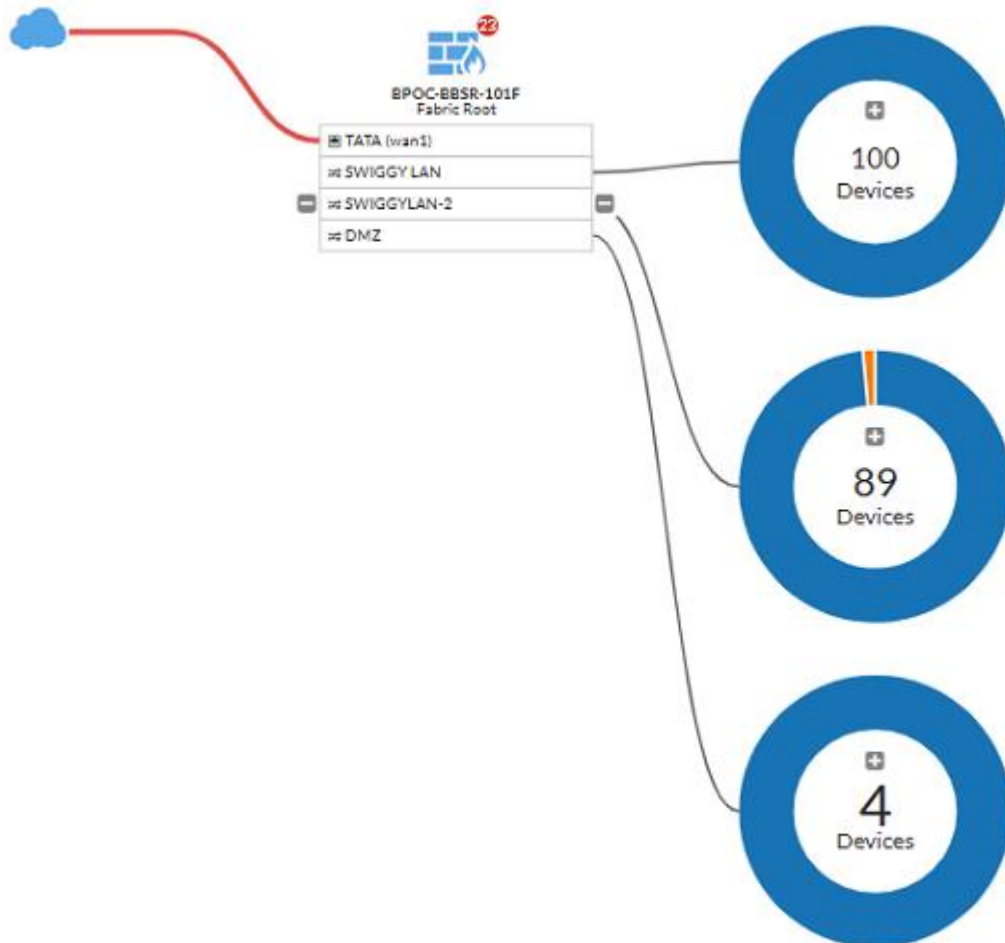 23
BPOC-BBSR-101F
Fabric Root
TATA (wan1)
SWIGGY LAN
SWIGGYLAN-2
DMZ
100
Devices
89
Devices
4
Devices